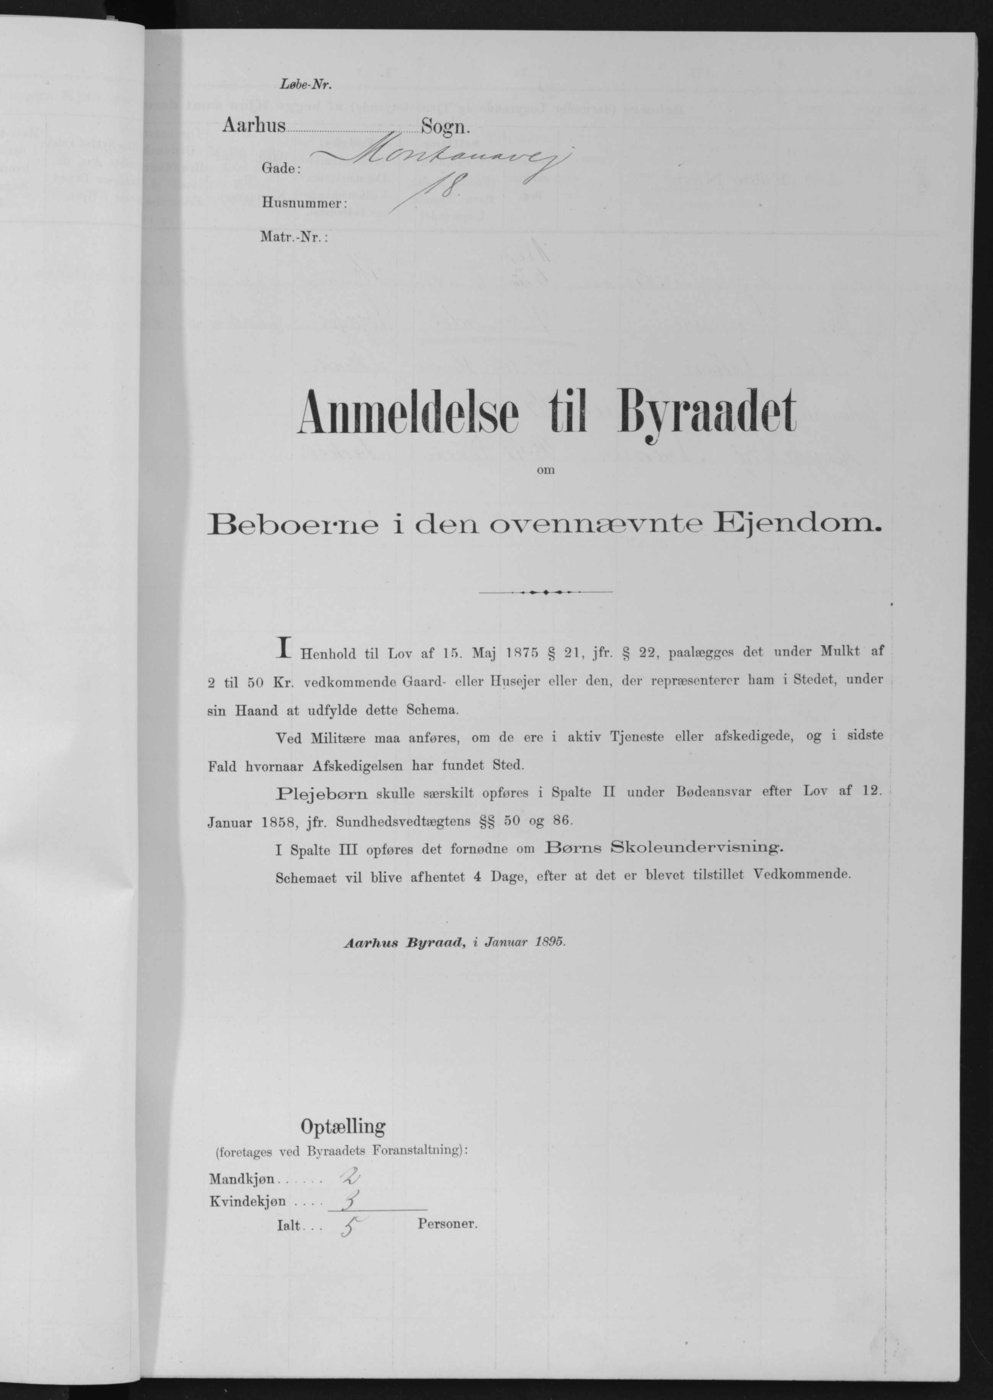 Løbe-Nr.
Aarhus Sogn.
Gade: Montanavej
Husnummer: 18.
Matr.-Nr.:
Anmeldelse til Byraadet
om
Beboerne i den ovennævnte Ejendom.
I Henhold til Lov af 15. Maj 1875 § 21, jfr. § 22, paalægges det under Mulkt af
2 til 50 Kr. vedkommende Gaard- eller Husejer eller den, der repræsenterer ham i Stedet, under
sin Haand at udfylde dette Schema.
Ved Militære maa anføres, om de ere i aktiv Tjeneste eller afskedigede, og i sidste
Fald hvornaar Afskedigelsen har fundet Sted.
Plejebørn skulle særskilt opføres i Spalte II under Bødeansvar efter Lov af 12.
Januar 1858, jfr. Sundhedsvedtægtens §§ 50 og 86.
I Spalte III opføres det fornødne om Børns Skoleundervisning.
Schemaet vil blive afhentet 4 Dage, efter at det er blevet tilstillet Vedkommende.
Aarhus Byraad, i Januar 1895.
Optælling
(foretages ved Byraadets Foranstaltning):
Mandkjøn...... 2
Kvindekjøn .... 3
Ialt... 5 Personer.